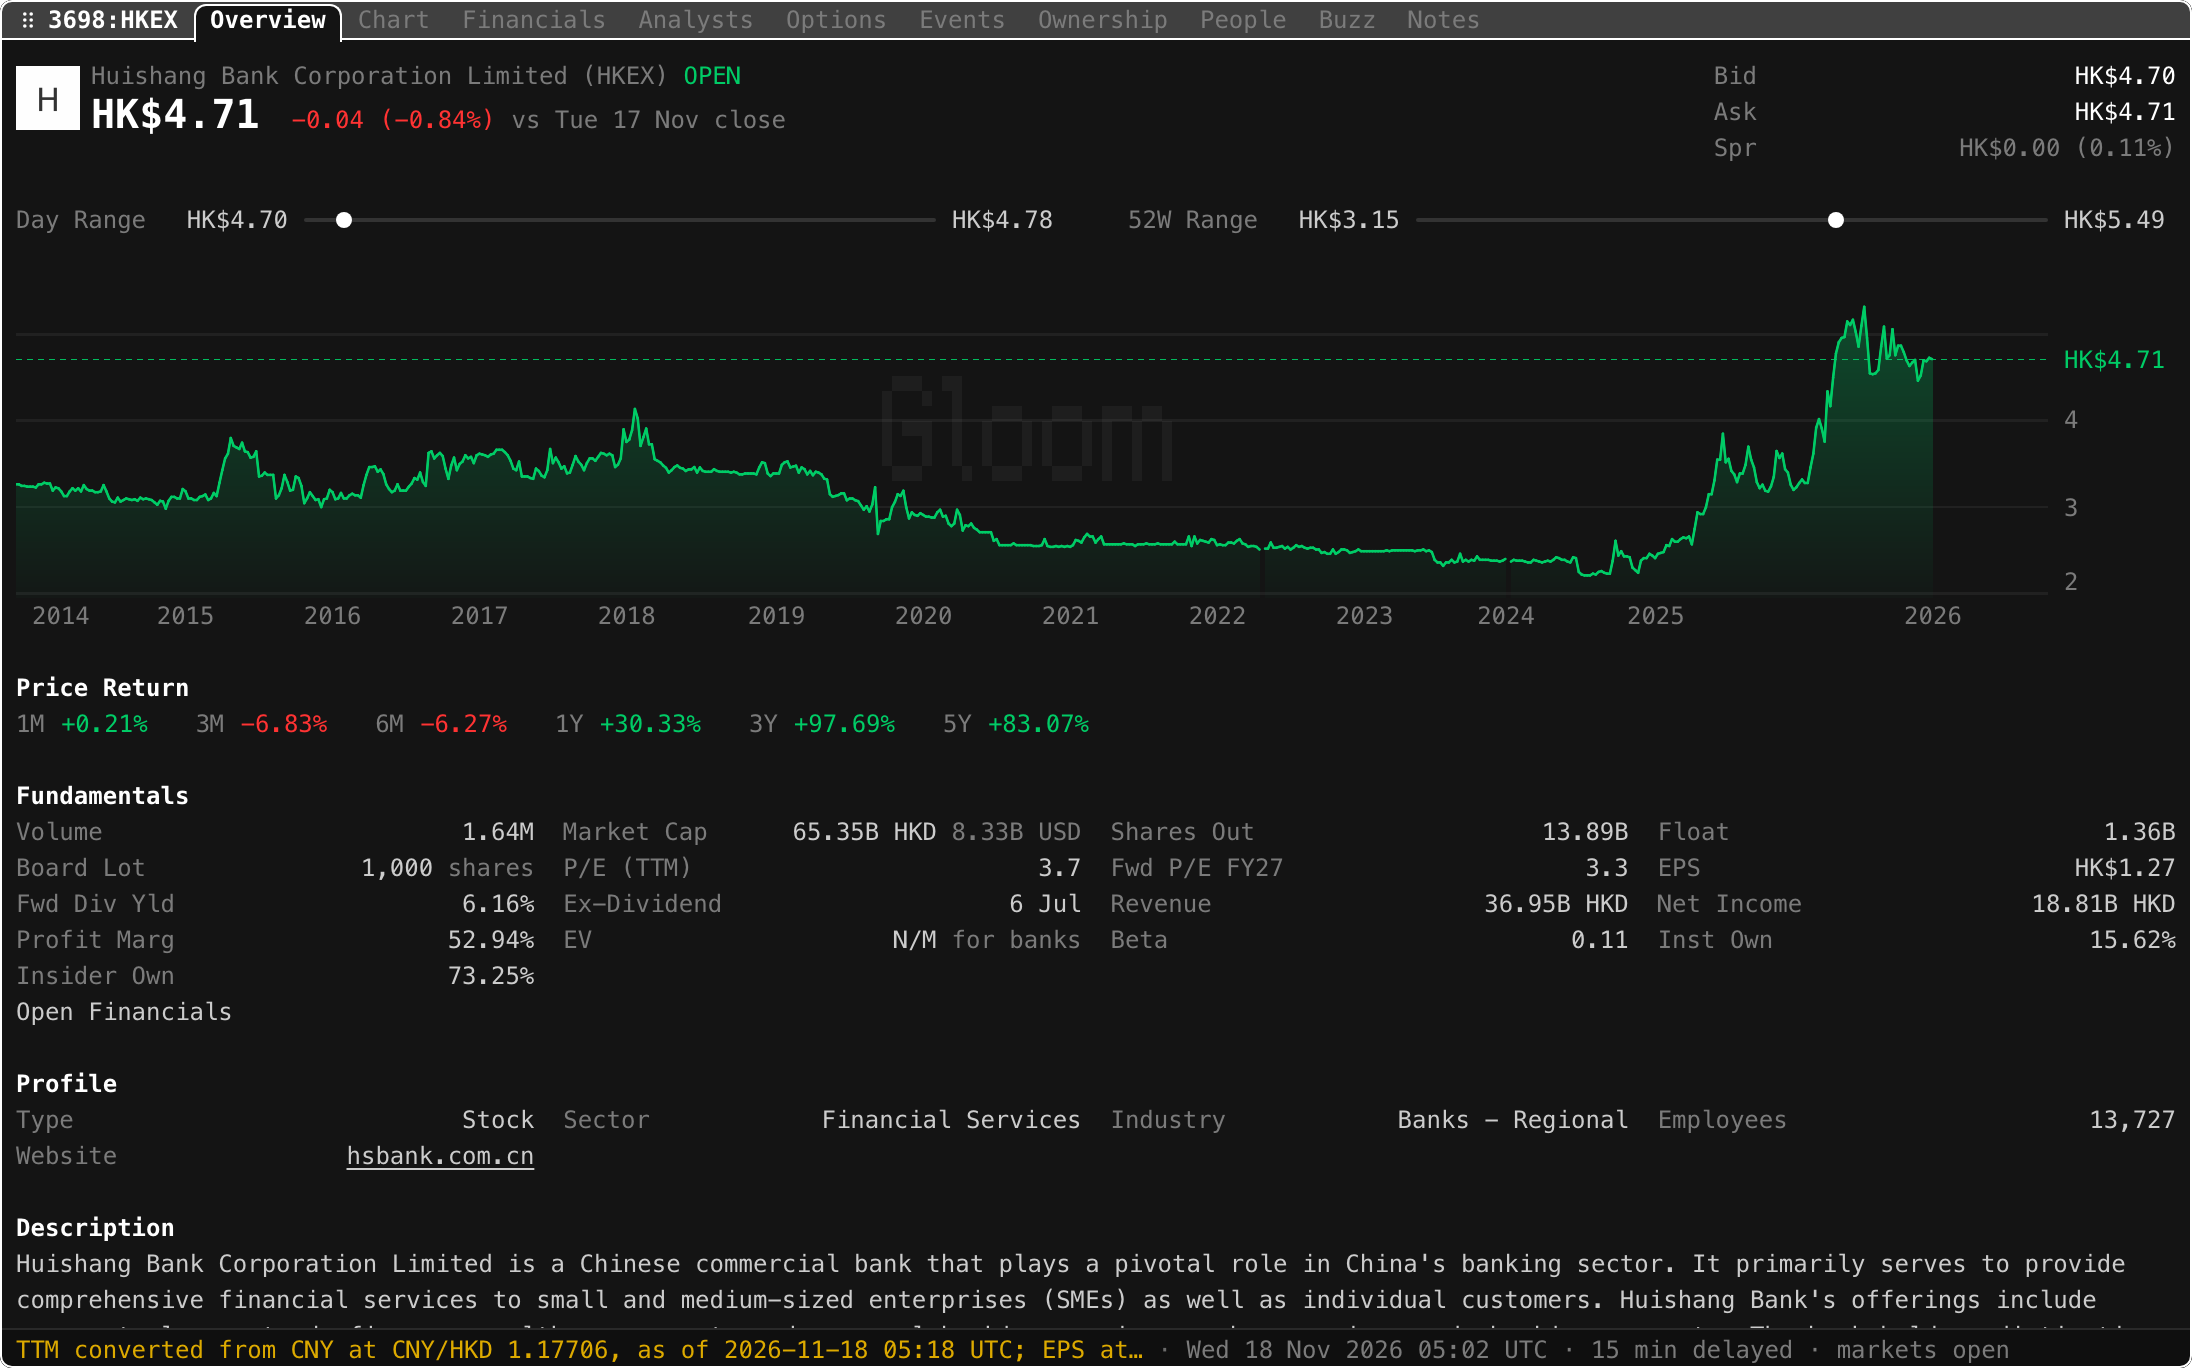 ⠿ 3698:HKEX Overview Chart Financials Analysts Options Events Ownership People Buzz Notes
H
Huishang Bank Corporation Limited (HKEX) OPEN
HK$4.71 −0.04 (−0.84%) vs Tue 17 Nov close
Bid HK$4.70
Ask HK$4.71
Spr HK$0.00 (0.11%)
Day Range HK$4.70 HK$4.78 52W Range HK$3.15 HK$5.49
Gloom
HK$4.71
4
3
2
2014 2015 2016 2017 2018 2019 2020 2021 2022 2023 2024 2025 2026
Price Return
1M +0.21% 3M −6.83% 6M −6.27% 1Y +30.33% 3Y +97.69% 5Y +83.07%
Fundamentals
Volume 1.64M Market Cap 65.35B HKD 8.33B USD Shares Out 13.89B Float 1.36B
Board Lot 1,000 shares P/E (TTM) 3.7 Fwd P/E FY27 3.3 EPS HK$1.27
Fwd Div Yld 6.16% Ex−Dividend 6 Jul Revenue 36.95B HKD Net Income 18.81B HKD
Profit Marg 52.94% EV N/M for banks Beta 0.11 Inst Own 15.62%
Insider Own 73.25%
Open Financials
Profile
Type Stock Sector Financial Services Industry Banks − Regional Employees 13,727
Website hsbank.com.cn
Description
Huishang Bank Corporation Limited is a Chinese commercial bank that plays a pivotal role in China's banking sector. It primarily serves to provide
comprehensive financial services to small and medium−sized enterprises (SMEs) as well as individual customers. Huishang Bank's offerings include
TTM converted from CNY at CNY/HKD 1.17706, as of 2026−11−18 05:18 UTC; EPS at… · Wed 18 Nov 2026 05:02 UTC · 15 min delayed · markets open